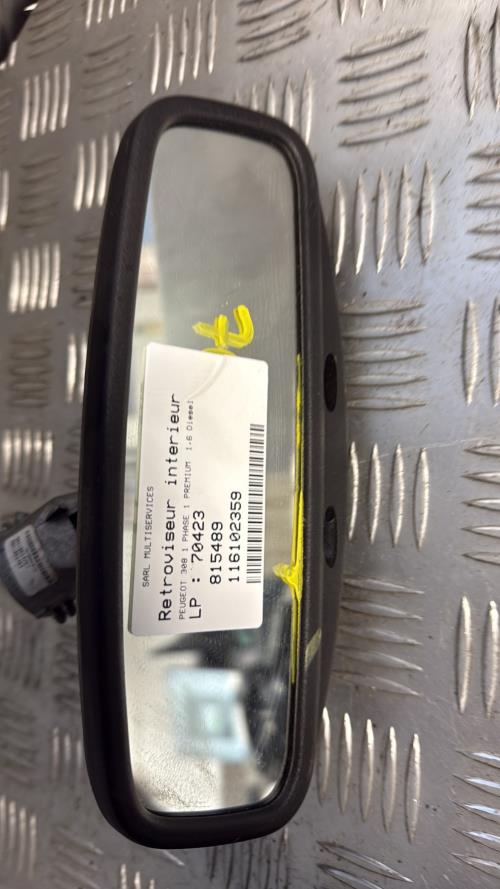 SARL MULTISERVICES
Retroviseur interieur
PEUGEOT 308 1 PHASE 1 PREMIUM 1-6 Diesel
LP : 70423
815489
116102359